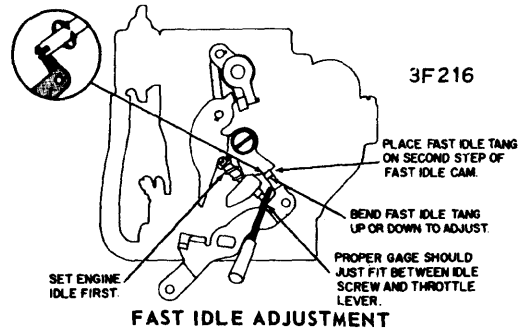 3F216
PLACE FAST IDLE TANG
ON SECOND STEP OF
FAST IDLE CAM.
BEND FAST IDLE TANG
UP OR DOWN TO ADJUST.
PROPER GAGE SHOULD
JUST FIT BETWEEN IDLE
SCREW AND THROTTLE
LEVER.
SET ENGINE
IDLE FIRST.
FAST IDLE ADJUSTMENT